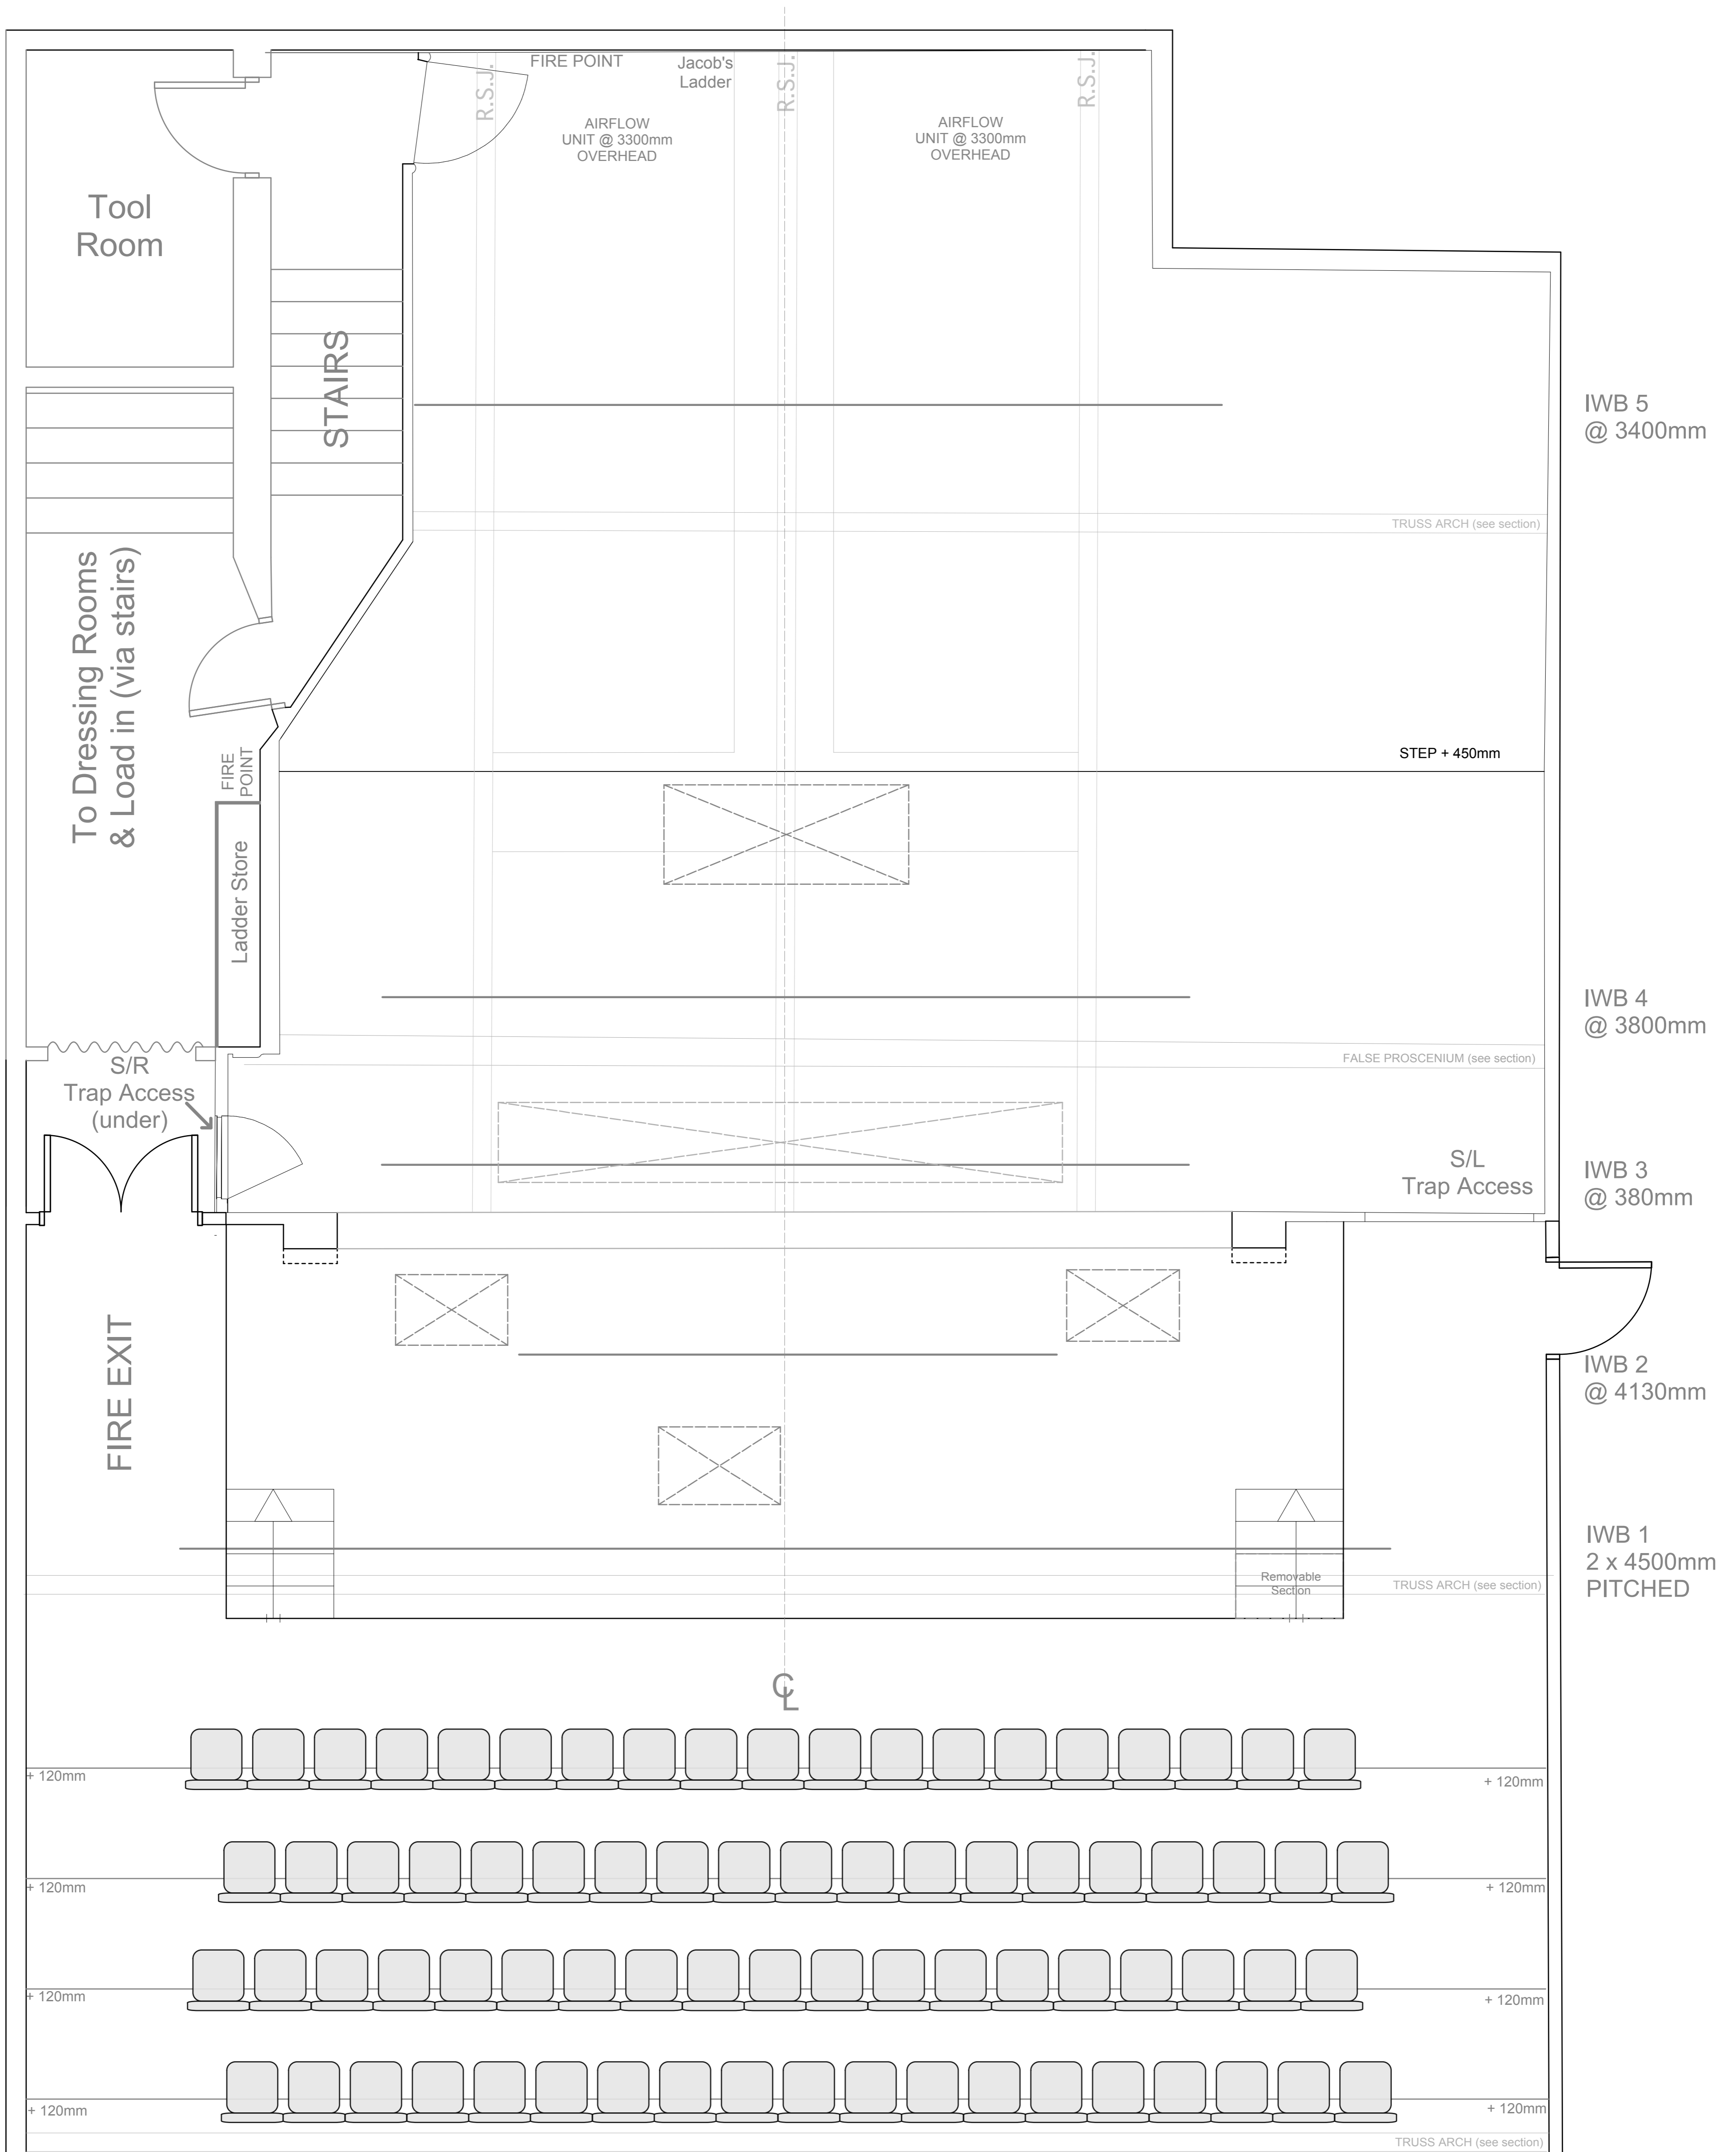 FIRE POINT
Jacob's
Ladder
R.S.J.
R.S.J.
R.S.J.
AIRFLOW
UNIT @ 3300mm
OVERHEAD
AIRFLOW
UNIT @ 3300mm
OVERHEAD
Tool
Room
STAIRS
IWB 5
@ 3400mm
TRUSS ARCH (see section)
To Dressing Rooms
& Load in (via stairs)
STEP + 450mm
FIRE
POINT
Ladder Store
IWB 4
@ 3800mm
FALSE PROSCENIUM (see section)
S/R
Trap Access
(under)
S/L
Trap Access
IWB 3
@ 380mm
FIRE EXIT
IWB 2
@ 4130mm
IWB 1
2 x 4500mm
PITCHED
Removable
Section
TRUSS ARCH (see section)
CL
+ 120mm
+ 120mm
+ 120mm
+ 120mm
+ 120mm
+ 120mm
+ 120mm
+ 120mm
TRUSS ARCH (see section)